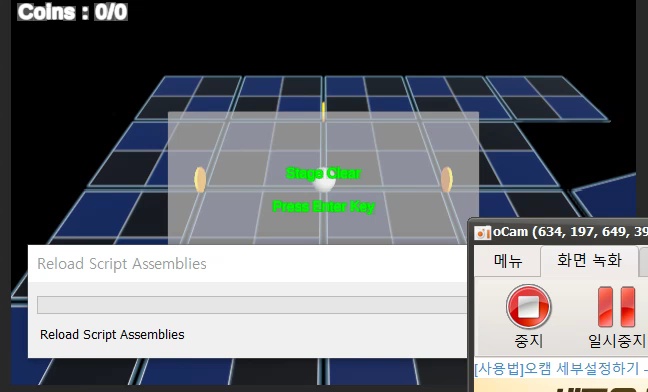 Coins : 0/0
Stage Clear
Press Enter Key
Reload Script Assemblies
Reload Script Assemblies
oCam (634, 197, 649, 39
메뉴
화면 녹화
중지
일시중지
[사용법]오캠 세부설정하기 -